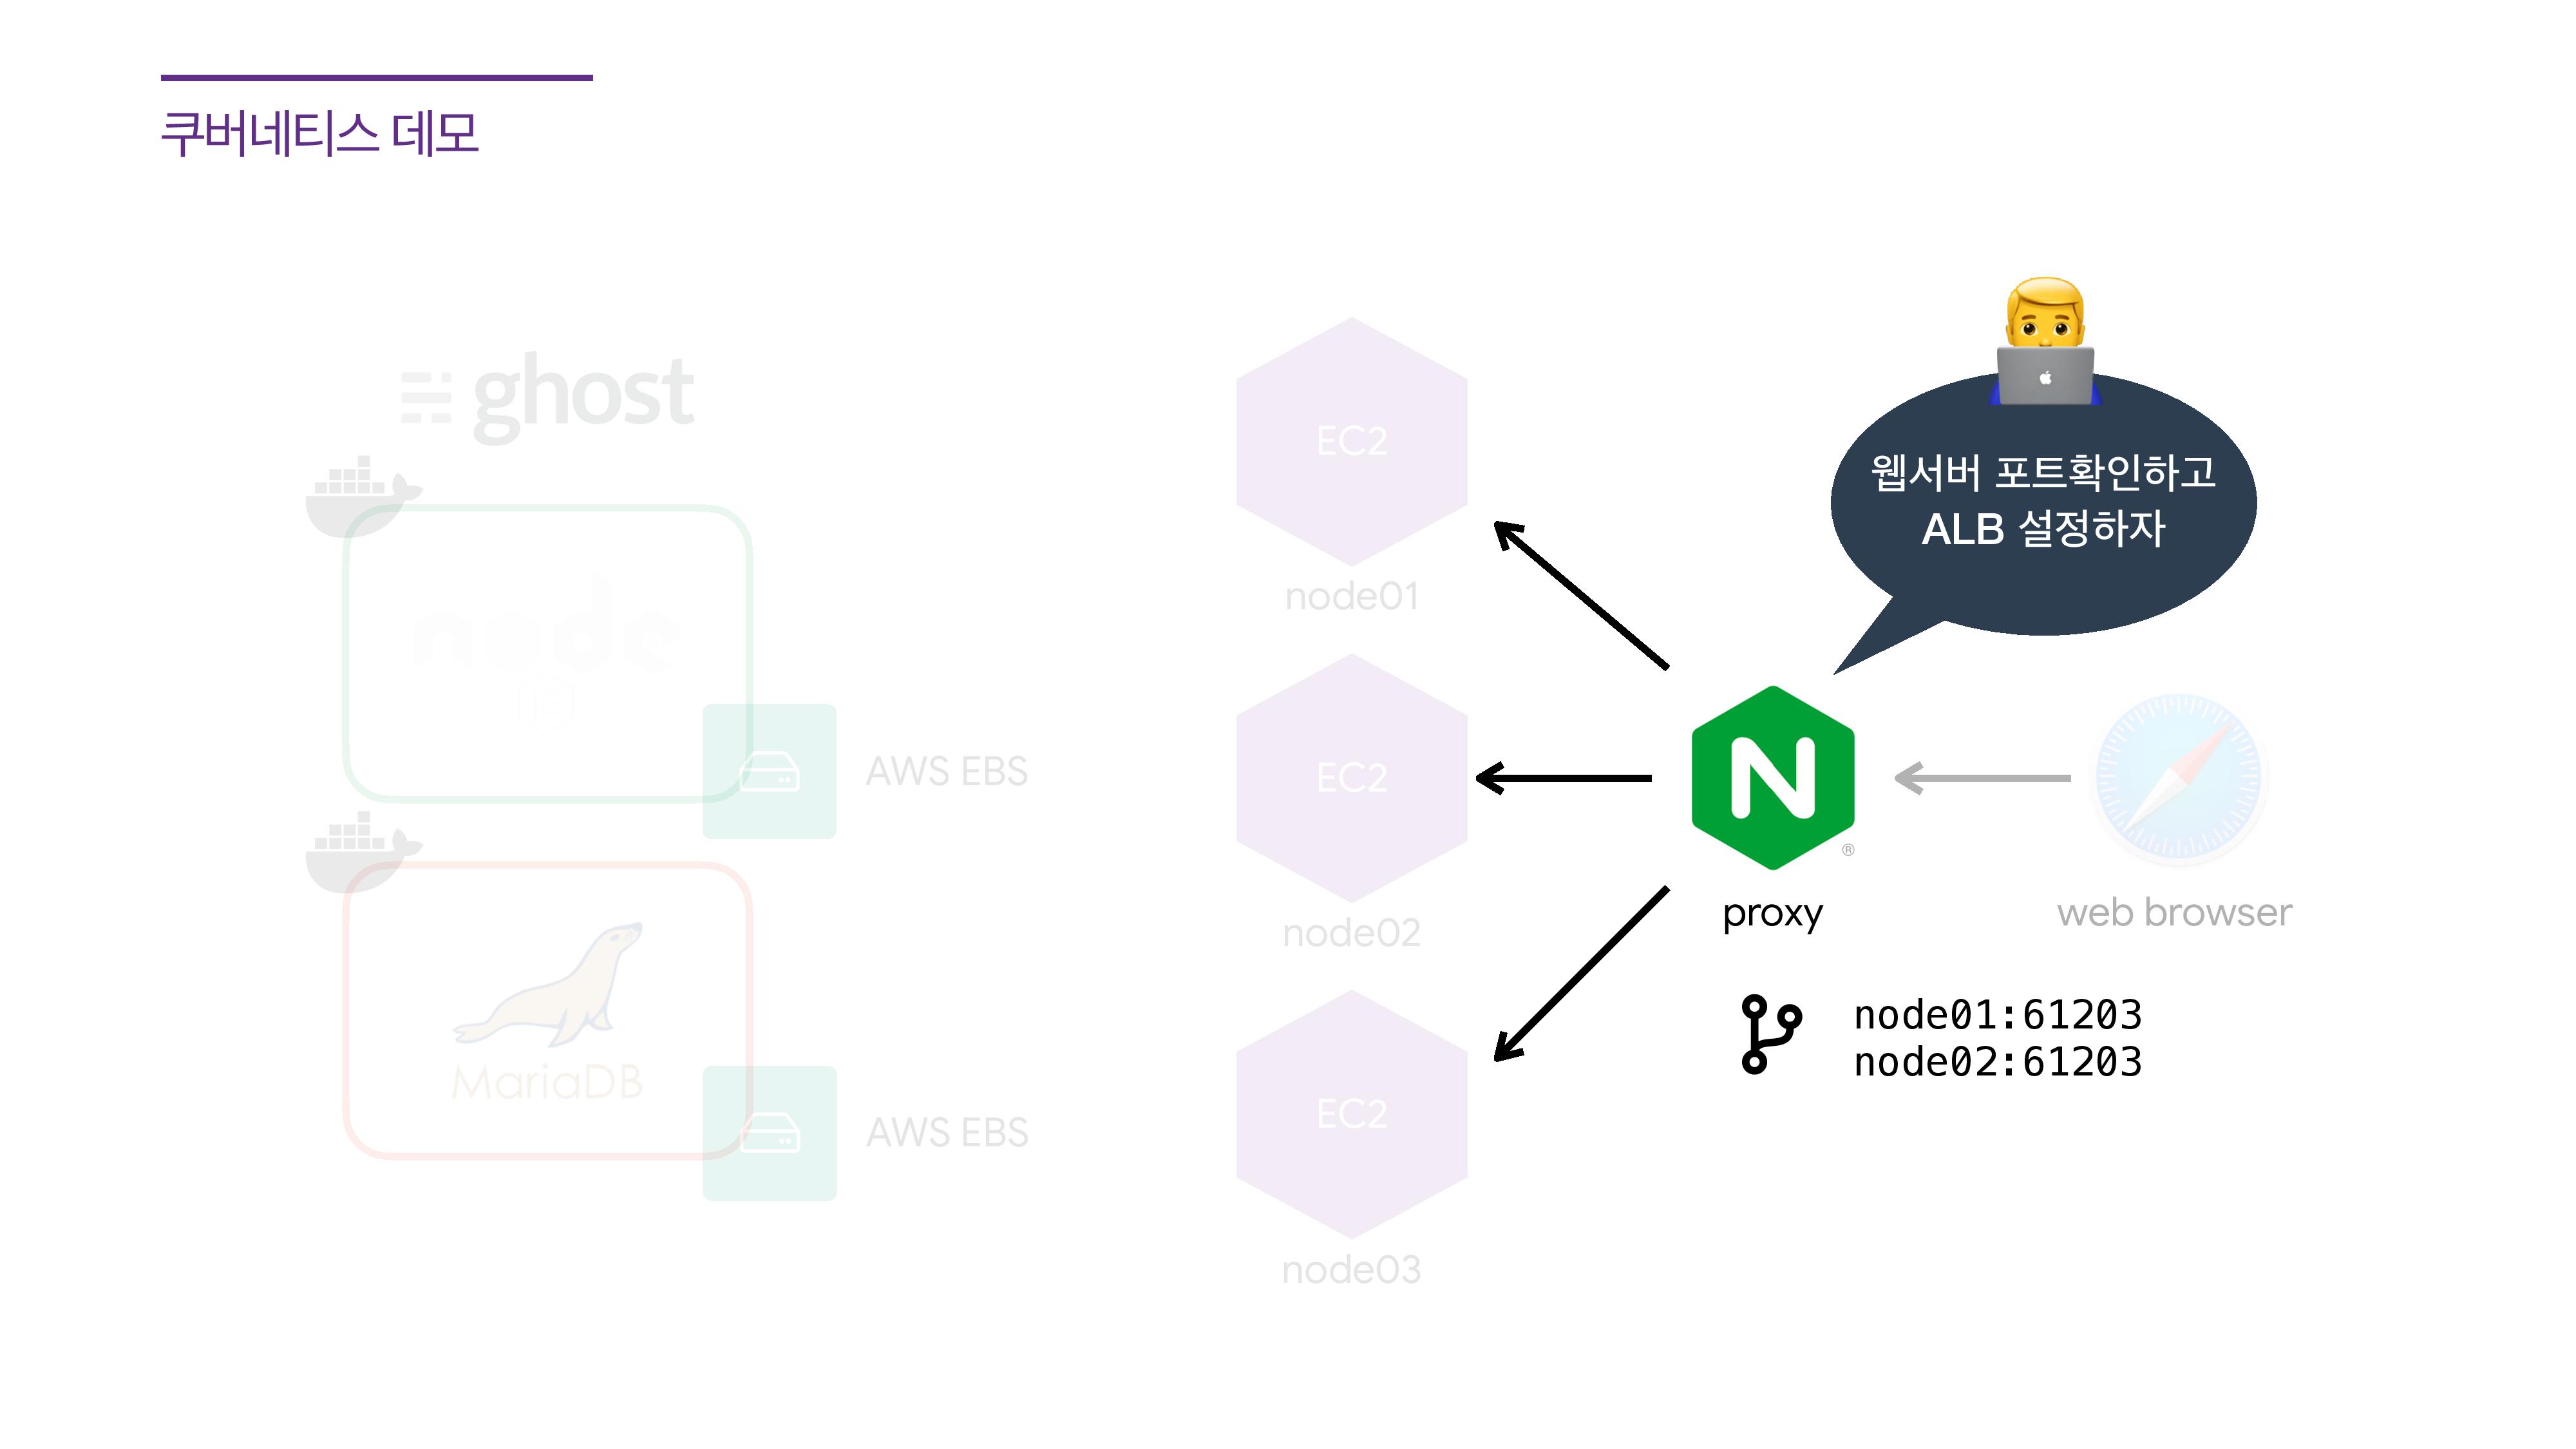 쿠버네티스 데모
ghost
node
JS
AWS EBS
MariaDB
AWS EBS
EC2
node01
EC2
node02
EC2
node03
웹서버 포트확인하고
ALB 설정하자
N
®
proxy
web browser
node01:61203
node02:61203